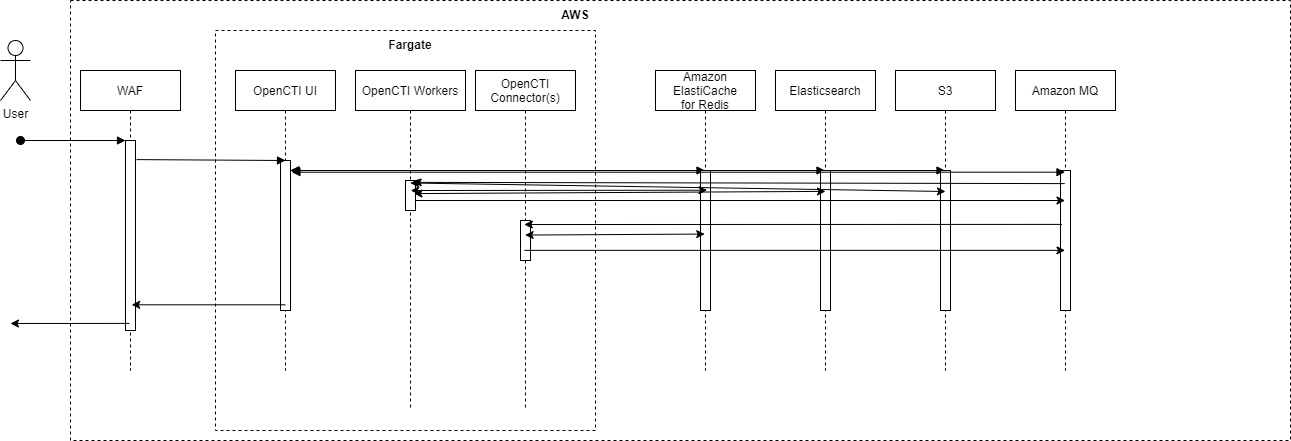 AWS
Fargate
User
WAF
OpenCTI UI
OpenCTI Workers
OpenCTI
Connector(s)
Amazon
ElastiCache
for Redis
Elasticsearch
S3
Amazon MQ